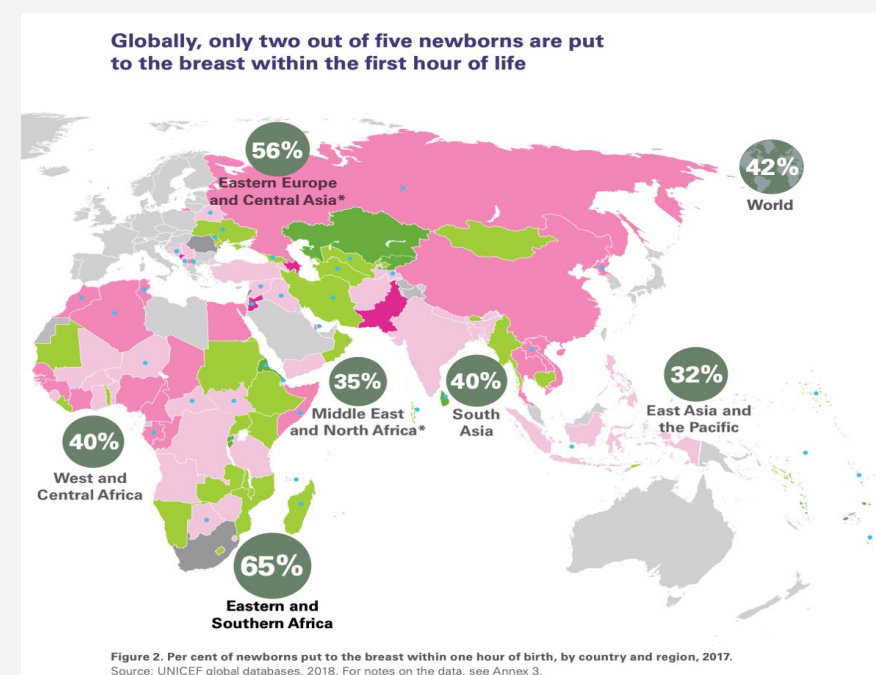 Globally, only two out of five newborns are put
to the breast within the first hour of life
56%
Eastern Europe
and Central Asia*
42%
World
35%
Middle East
and North Africa*
40%
South
Asia
32%
East Asia and
the Pacific
40%
West and
Central Africa
65%
Eastern and
Southern Africa
Figure 2. Per cent of newborns put to the breast within one hour of birth, by country and region, 2017.
Source: UNICEF global databases, 2018. For notes on the data, see Annex 3.